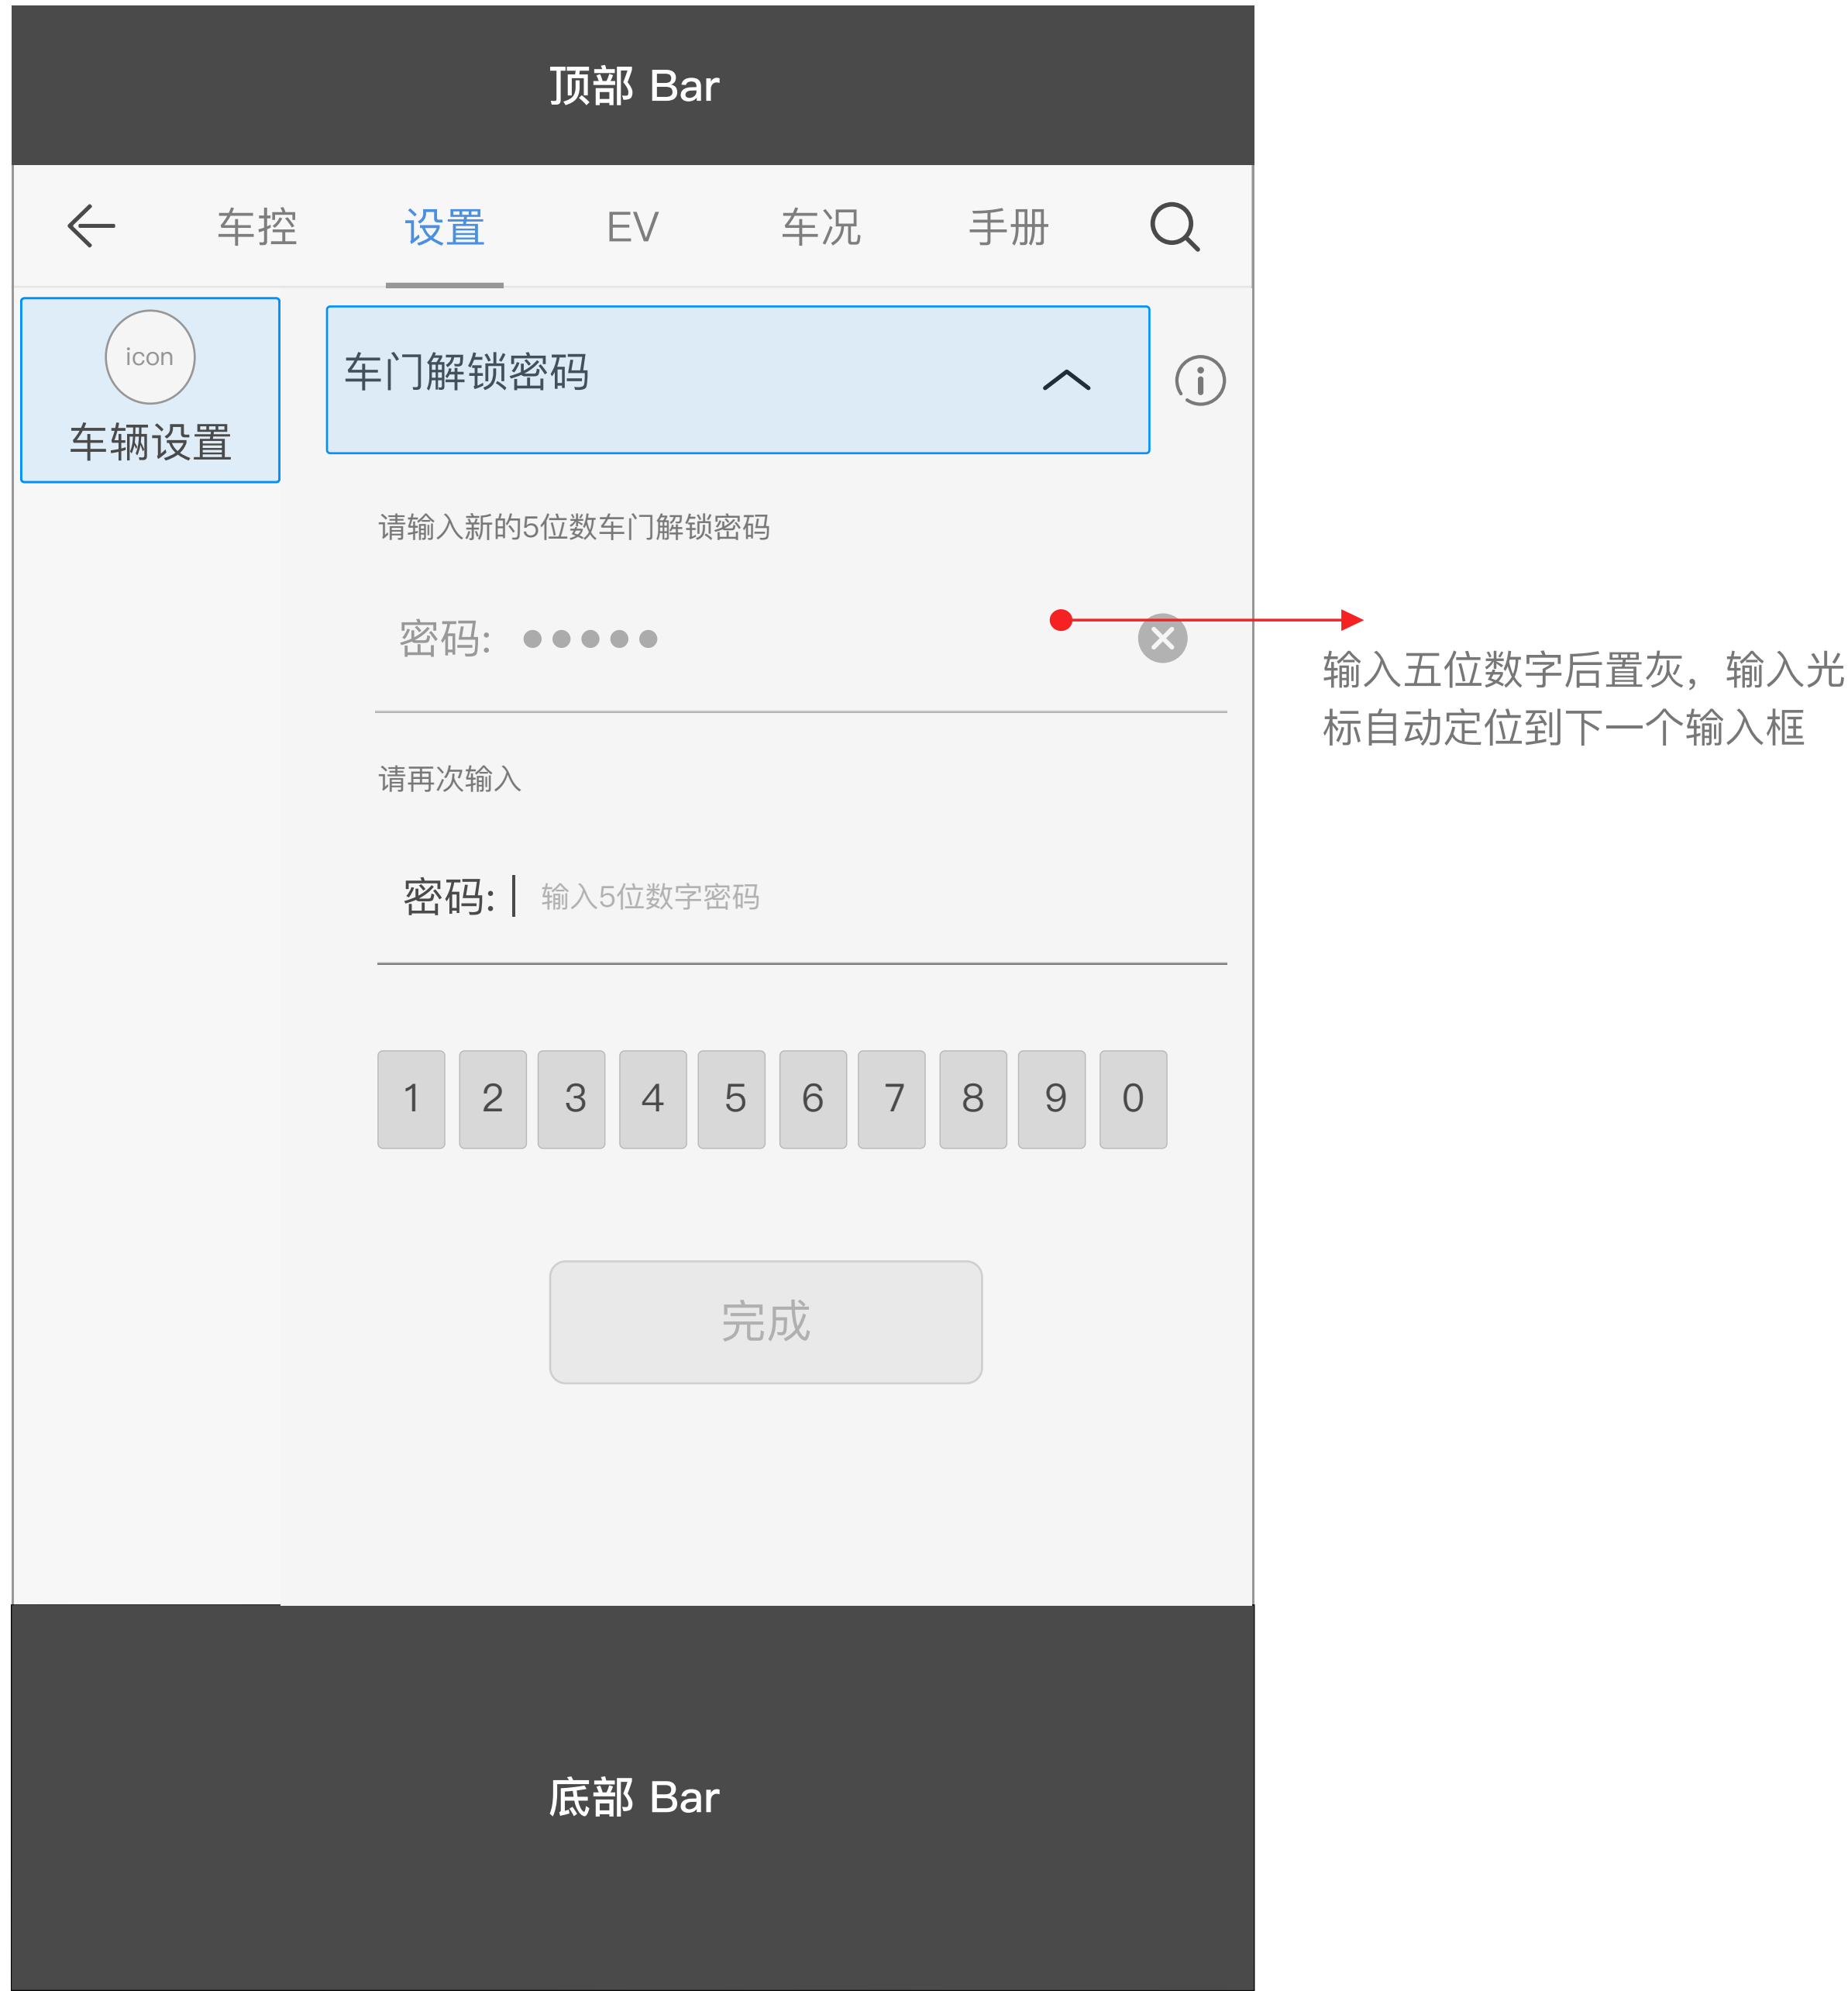 顶部 Bar
车控 设置 EV 车况 手册
icon
车辆设置
车门解锁密码
请输入新的5位数车门解锁密码
密码: ●●●●●
输入五位数字后置灰，输入光
标自动定位到下一个输入框
请再次输入
密码: 输入5位数字密码
1 2 3 4 5 6 7 8 9 0
完成
底部 Bar